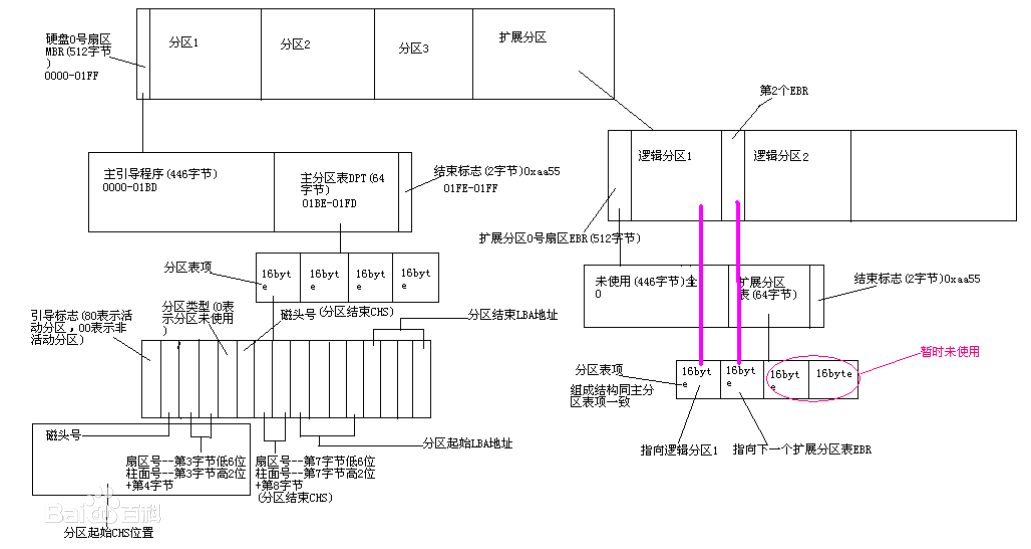 硬盘0号扇区
MBR(512字节
)
0000-01FF
分区1
分区2
分区3
扩展分区
第2个EBR
逻辑分区1
逻辑分区2
主引导程序(446字节)
0000-01BD
主分区表DPT(64
字节)
01BE-01FD
结束标志(2字节)0xaa55
01FE-01FF
扩展分区0号扇区EBR(512字节)
分区表项
16byt
e
16byt
e
16byt
e
16byt
e
未使用(446字节)全
0
扩展分区
表(64字节)
结束标志(2字节)0xaa55
引导标志(80表示活
动分区，00表示非
活动分区)
分区类型(0表
示分区未使用
)
磁头号(分区结束CHS)
分区结束LBA地址
暂时未使用
分区表项
组成结构同主分
区表项一致
16byt
e
16byt
e
16byt
e
16byte
磁头号
扇区号--第3字节低6位
柱面号--第3字节高2位
+第4字节
扇区号--第7字节低6位
柱面号--第7字节高2位
+第8字节
(分区结束CHS)
分区起始LBA地址
指向逻辑分区1
指向下一个扩展分区表EBR
Baidu百科
分区起始CHS位置